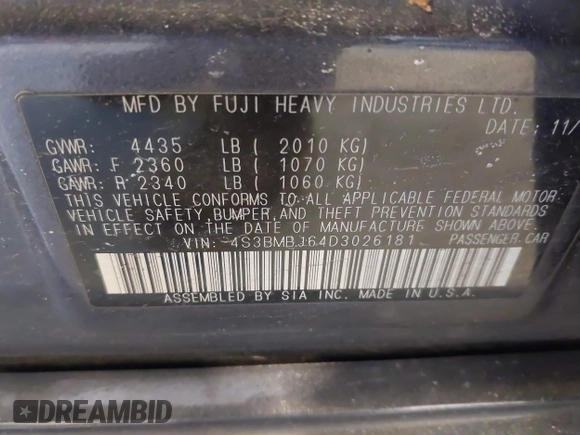 MFD BY FUJI HEAVY INDUSTRIES LTD.
DATE: 11/
GVWR: 4435 LB ( 2010 KG)
GAWR: F 2360 LB ( 1070 KG)
GAWR: R 2340 LB ( 1060 KG)
THIS VEHICLE CONFORMS TO ALL APPLICABLE FEDERAL MOTOR
VEHICLE SAFETY, BUMPER, AND THEFT PREVENTION STANDARDS
IN EFFECT ON THE DATE OF MANUFACTURE SHOWN ABOVE.
VIN: 4S3BMBJ64D3026181 PASSENGER CAR
ASSEMBLED BY SIA INC. MADE IN U.S.A.
DREAMBID